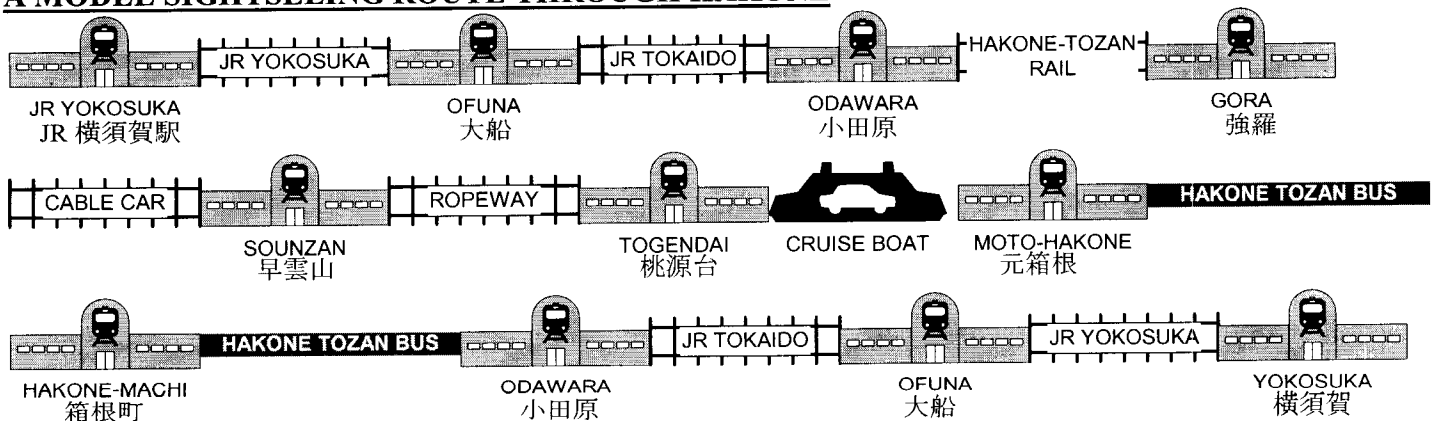 A MODEL SIGHTSEEING ROUTE THROUGH HAKONE
JR YOKOSUKA
JR TOKAIDO
HAKONE-TOZAN
RAIL
JR YOKOSUKA
JR 横須賀駅
OFUNA
大船
ODAWARA
小田原
GORA
強羅
CABLE CAR
ROPEWAY
HAKONE TOZAN BUS
SOUNZAN
早雲山
TOGENDAI
桃源台
CRUISE BOAT
MOTO-HAKONE
元箱根
HAKONE TOZAN BUS
JR TOKAIDO
JR YOKOSUKA
HAKONE-MACHI
箱根町
ODAWARA
小田原
OFUNA
大船
YOKOSUKA
横須賀